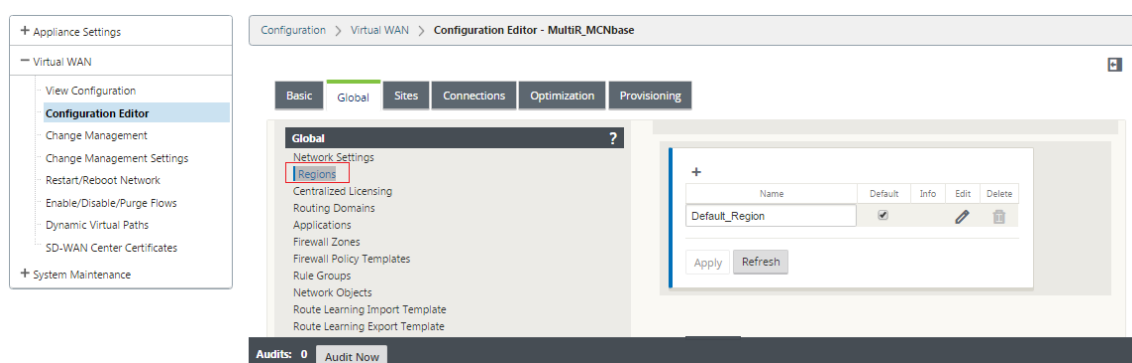 + Appliance Settings
− Virtual WAN
View Configuration
Configuration Editor
Change Management
Change Management Settings
Restart/Reboot Network
Enable/Disable/Purge Flows
Dynamic Virtual Paths
SD-WAN Center Certificates
+ System Maintenance
Configuration > Virtual WAN > Configuration Editor - MultiR_MCNbase
Basic Global Sites Connections Optimization Provisioning
Global ?
Network Settings
Regions
Centralized Licensing
Routing Domains
Applications
Firewall Zones
Firewall Policy Templates
Rule Groups
Network Objects
Route Learning Import Template
Route Learning Export Template
+
Name Default Info Edit Delete
Default_Region
Apply Refresh
Audits: 0 Audit Now